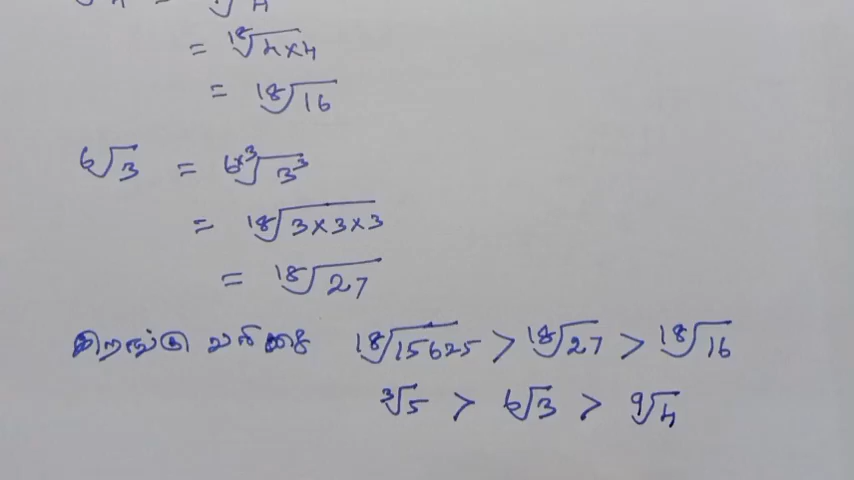 = ¹⁸√4×4
= ¹⁸√16
⁶√3 = ⁶ˣ³√3³
= ¹⁸√3×3×3
= ¹⁸√27
இறங்கு வரிசை ¹⁸√15625 > ¹⁸√27 > ¹⁸√16
³√5 > ⁶√3 > ⁹√4